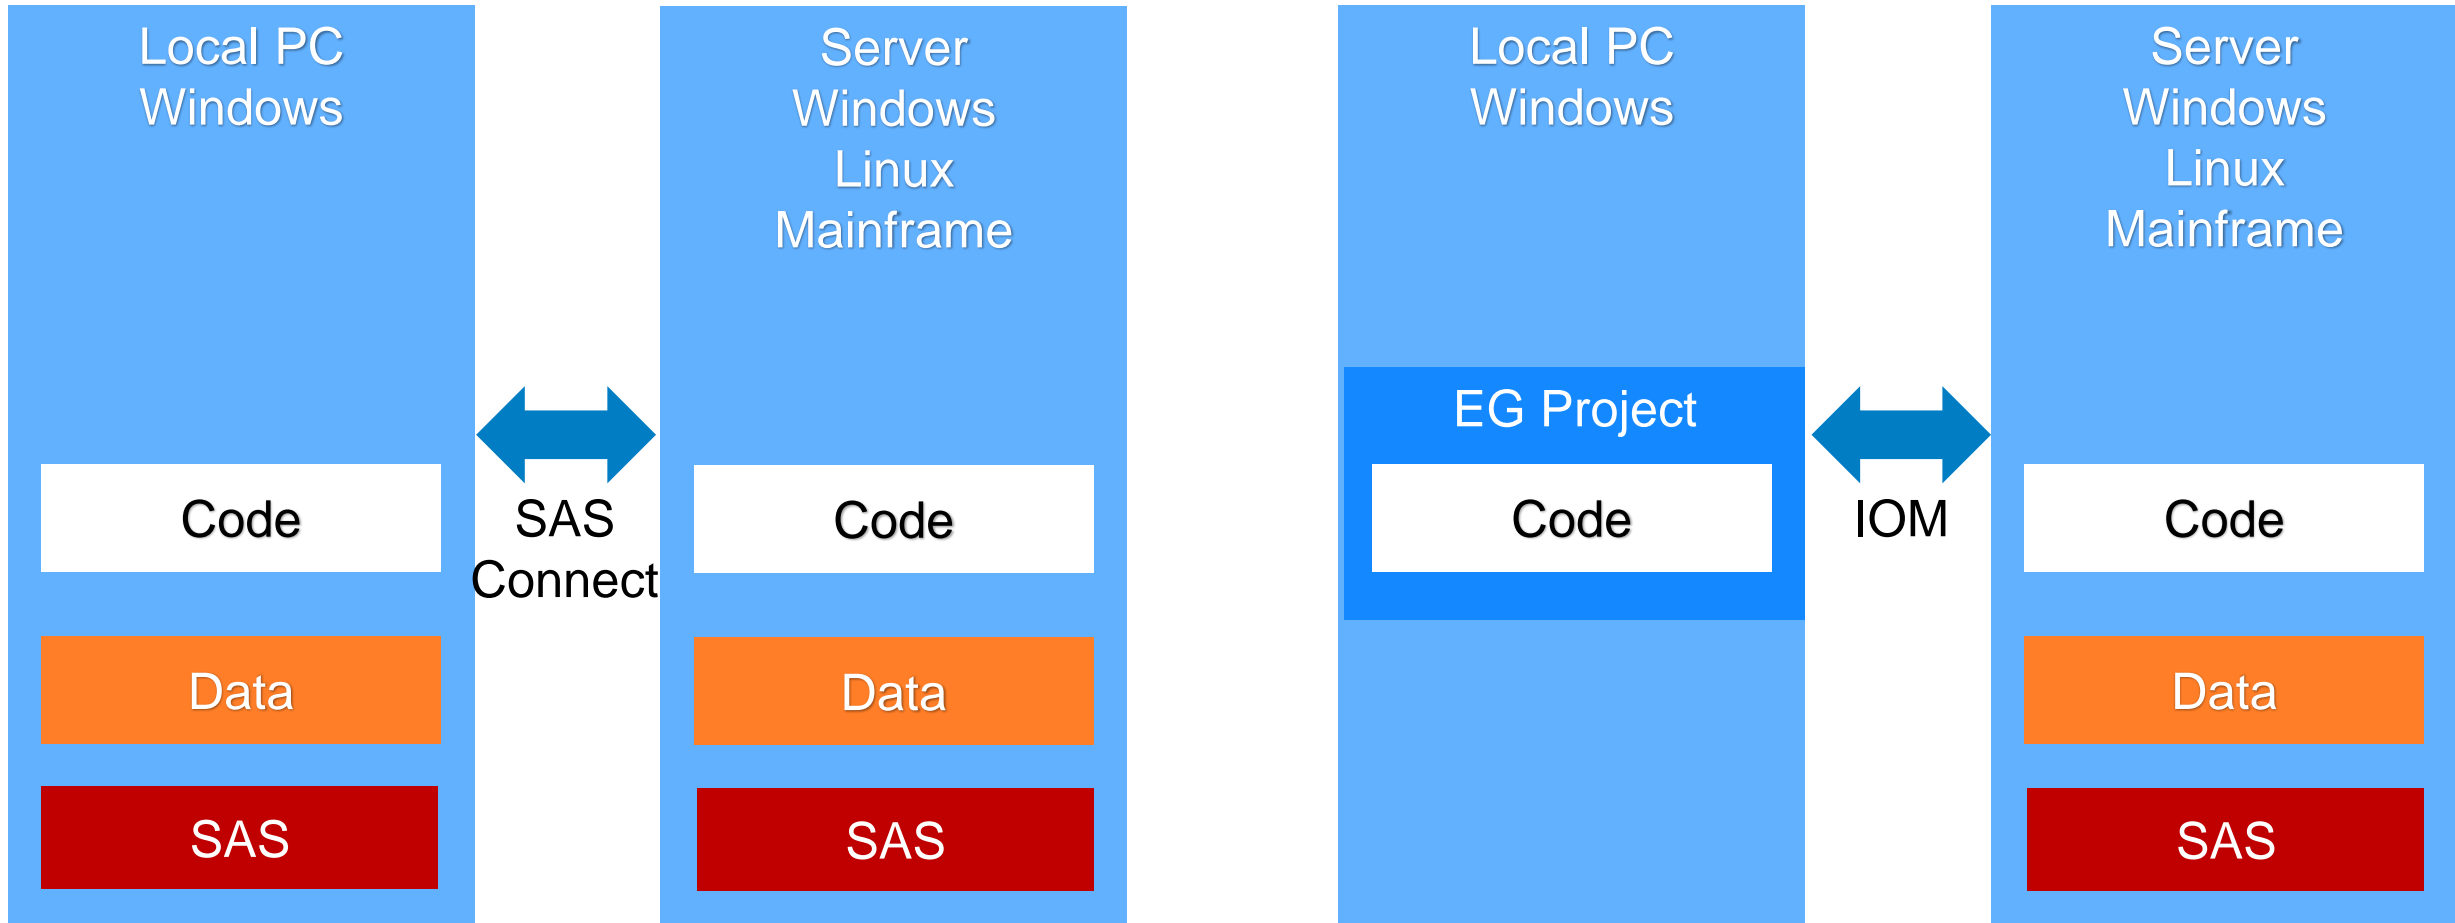 Local PC
Windows
Code
Data
SAS
SAS
Connect
Server
Windows
Linux
Mainframe
Code
Data
SAS
Local PC
Windows
EG Project
Code
IOM
Server
Windows
Linux
Mainframe
Code
Data
SAS